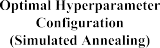 Optimal Hyperparameter
Configuration
(Simulated Annealing)